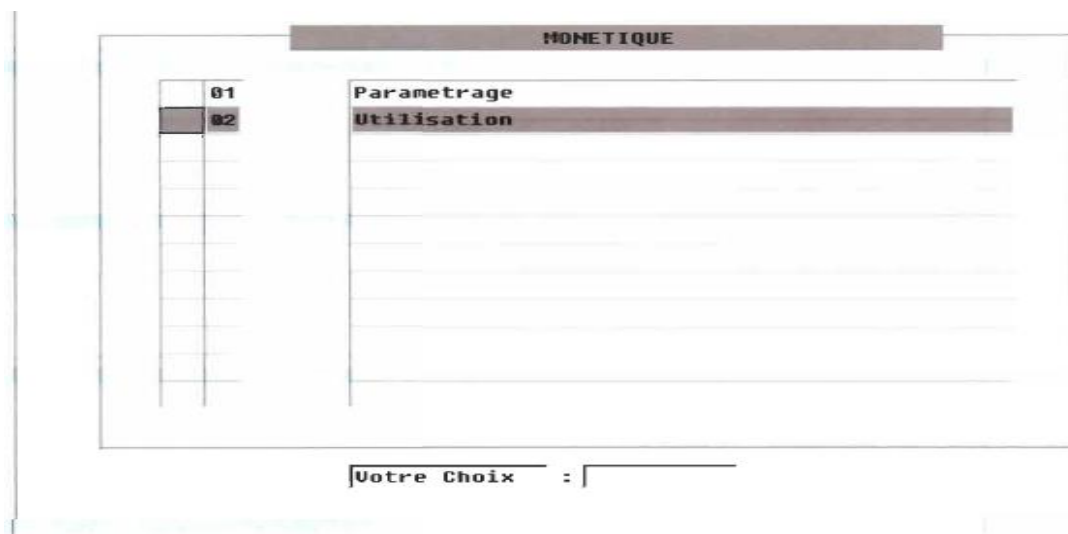 MONETIQUE
01 Parametrage
02 Utilisation
Votre Choix :